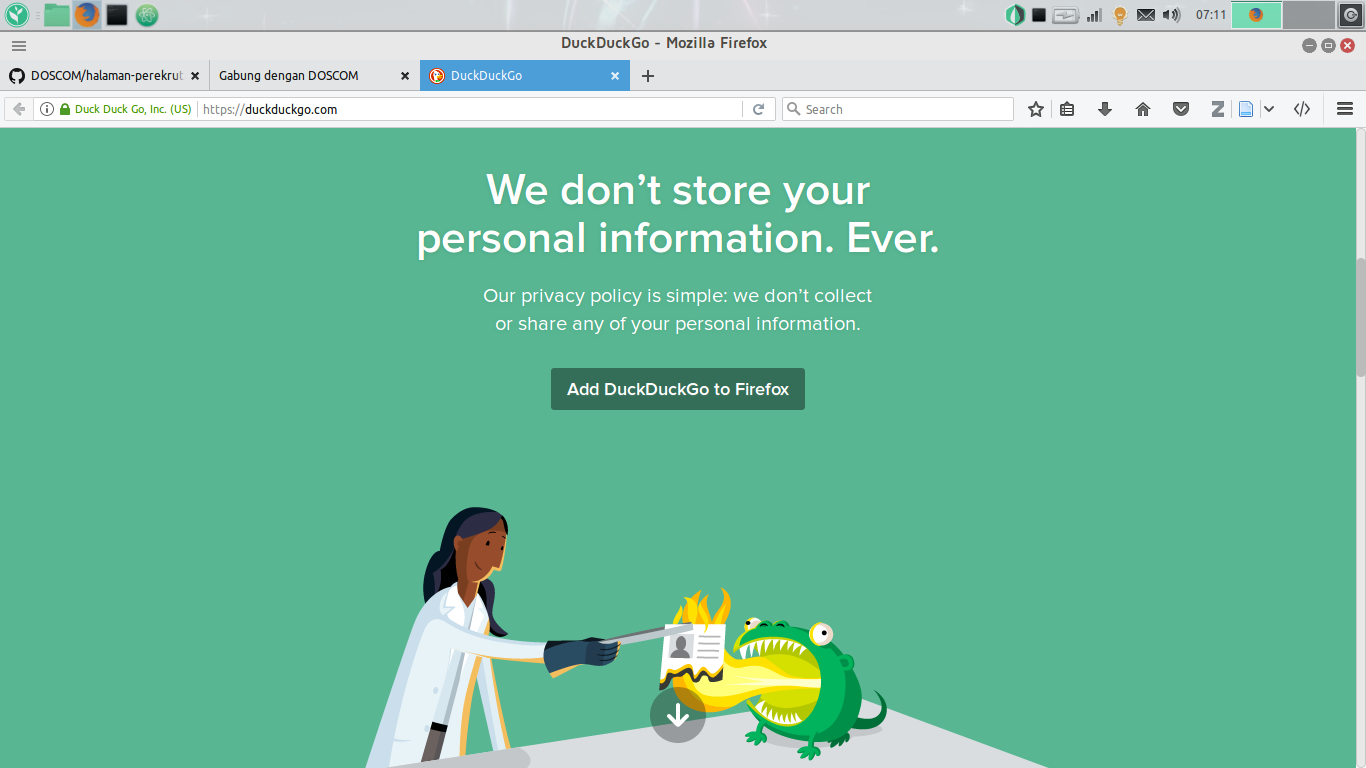 07:11
DuckDuckGo - Mozilla Firefox
DOSCOM/halaman-perekrut
Gabung dengan DOSCOM
DuckDuckGo
Duck Duck Go, Inc. (US)
https://duckduckgo.com
Search
We don’t store your
personal information. Ever.
Our privacy policy is simple: we don’t collect
or share any of your personal information.
Add DuckDuckGo to Firefox